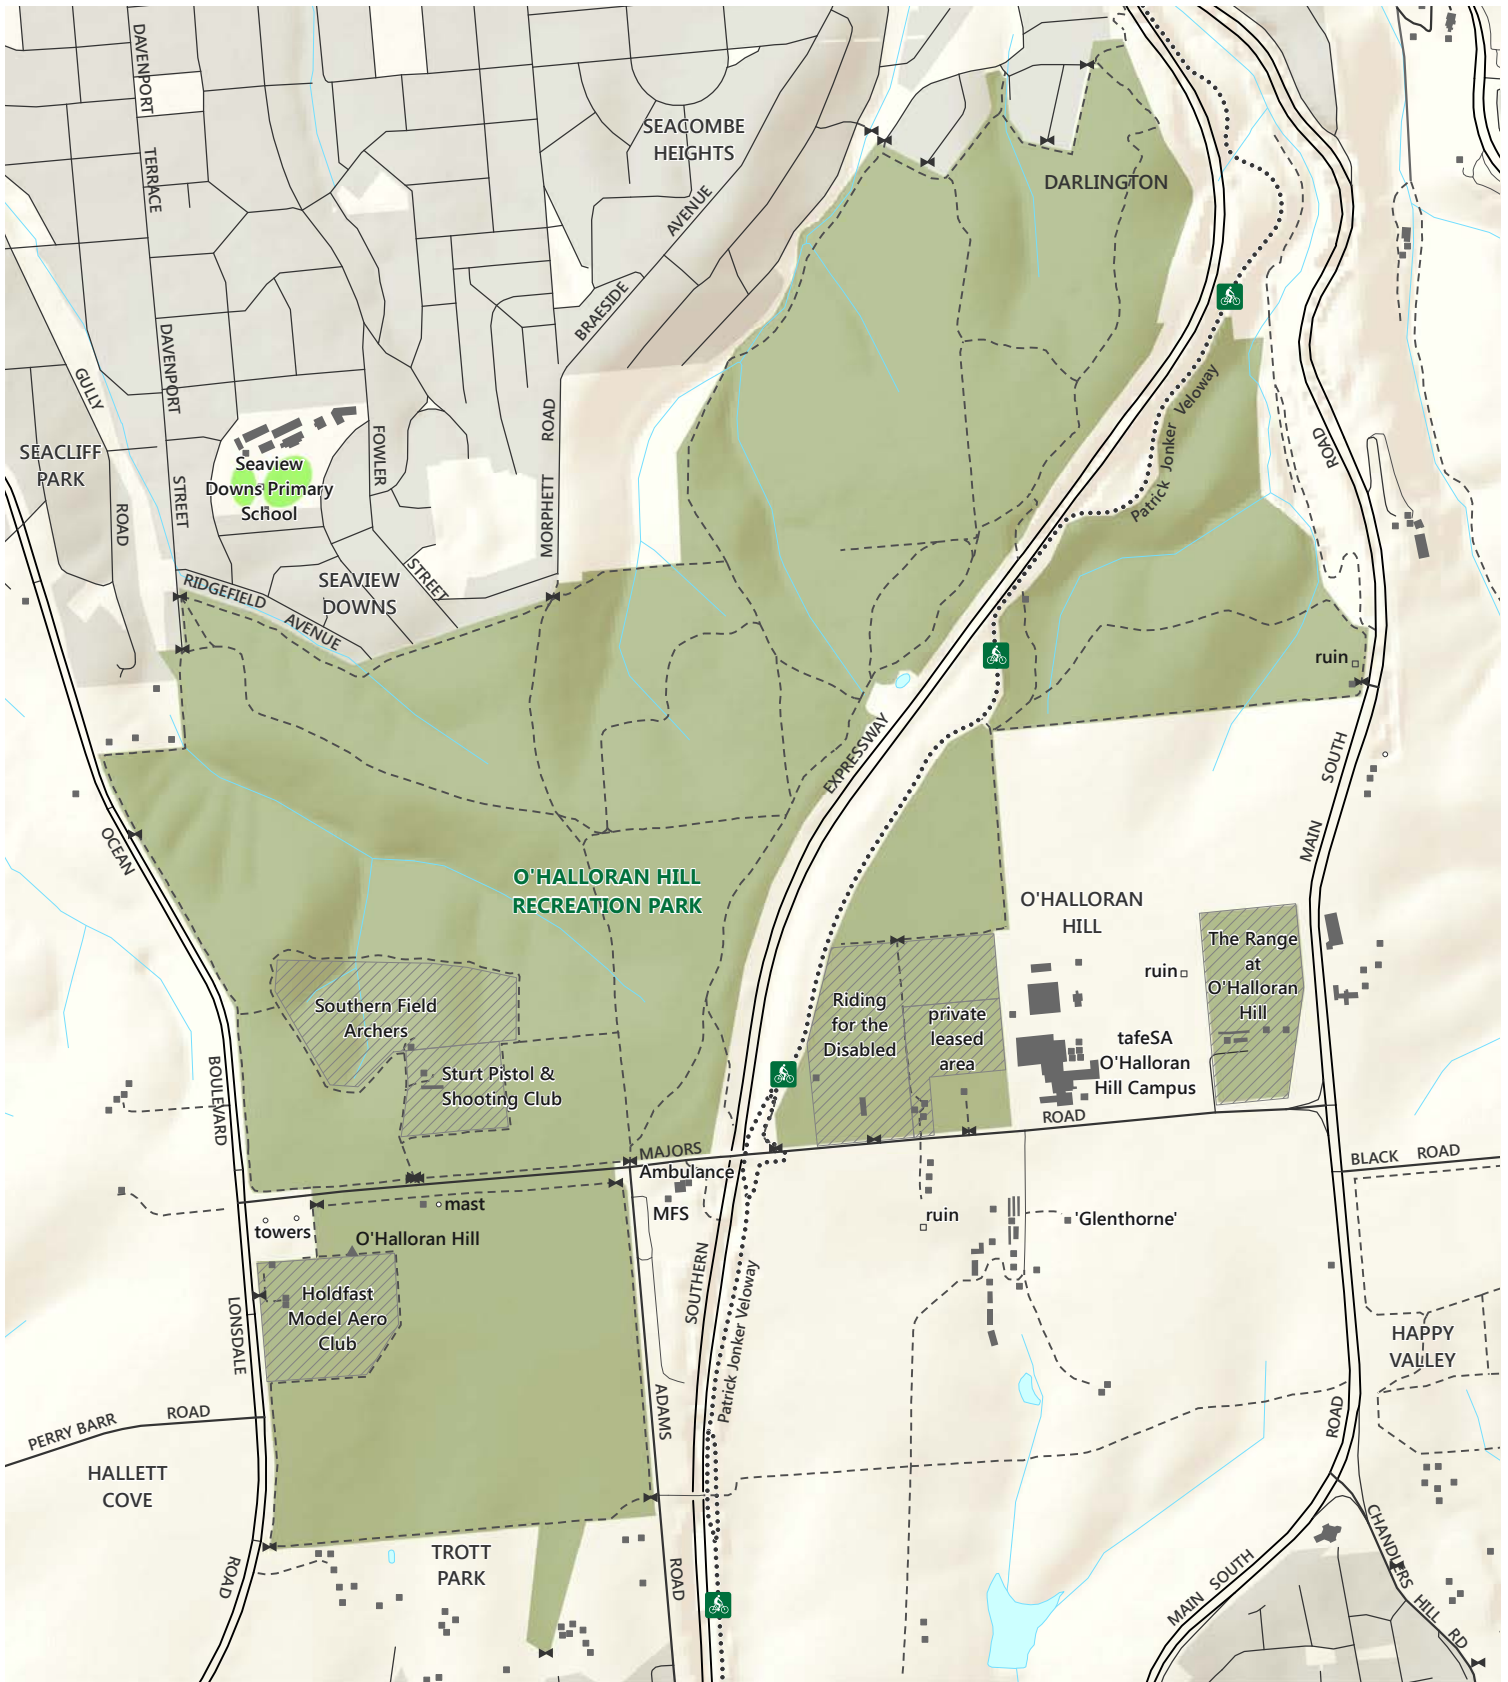 DAVENPORT
TERRACE
SEACOMBE
HEIGHTS
AVENUE
BRAESIDE
DARLINGTON
GULLY
ROAD
DAVENPORT
STREET
SEACLIFF
PARK
Seaview
Downs Primary
School
FOWLER
STREET
MORPHETT
ROAD
Patrick Jonker Veloway
ROAD
RIDGEFIELD
AVENUE
SEAVIEW
DOWNS
ruin
SOUTH
MAIN
EXPRESSWAY
OCEAN
O'HALLORAN HILL
RECREATION PARK
O'HALLORAN
HILL
The Range
at
O'Halloran
Hill
ruin
Southern Field
Archers
Riding
for the
Disabled
private
leased
area
tafeSA
O'Halloran
Hill Campus
Sturt Pistol &
Shooting Club
BOULEVARD
MAJORS
ROAD
BLACK ROAD
Ambulance
MFS
mast
towers
O'Halloran Hill
ruin
'Glenthorne'
SOUTHERN
Patrick Jonker Veloway
Holdfast
Model Aero
Club
LONSDALE
HAPPY
VALLEY
ADAMS
PERRY BARR ROAD
HALLETT
COVE
ROAD
TROTT
PARK
ROAD
ROAD
CHANDLERS
HILL
RD
MAIN SOUTH